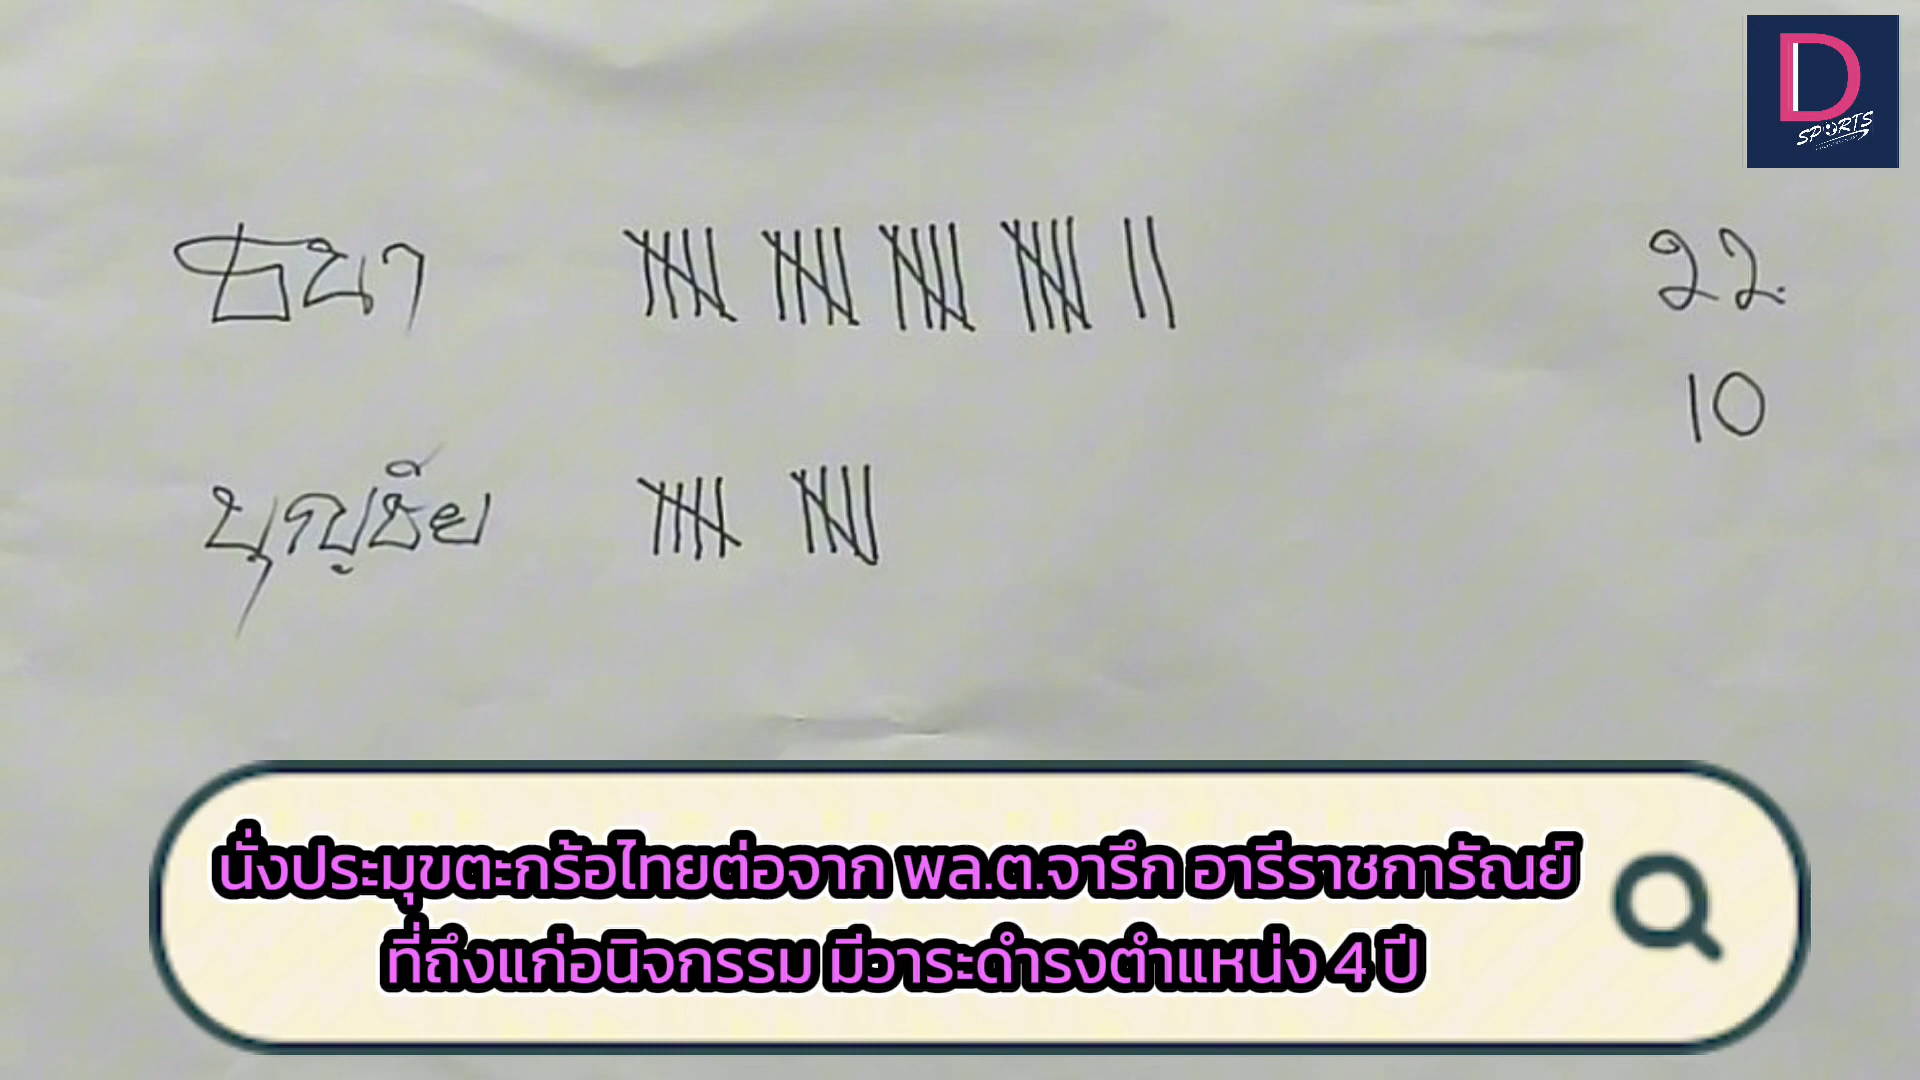 D
SPORTS
ธนา 22
10
บุญชัย
นั่งประมุขตะกร้อไทยต่อจาก พล.ต.จารึก อารีราชการัณย์
ที่ถึงแก่อนิจกรรม มีวาระดำรงตำแหน่ง 4 ปี